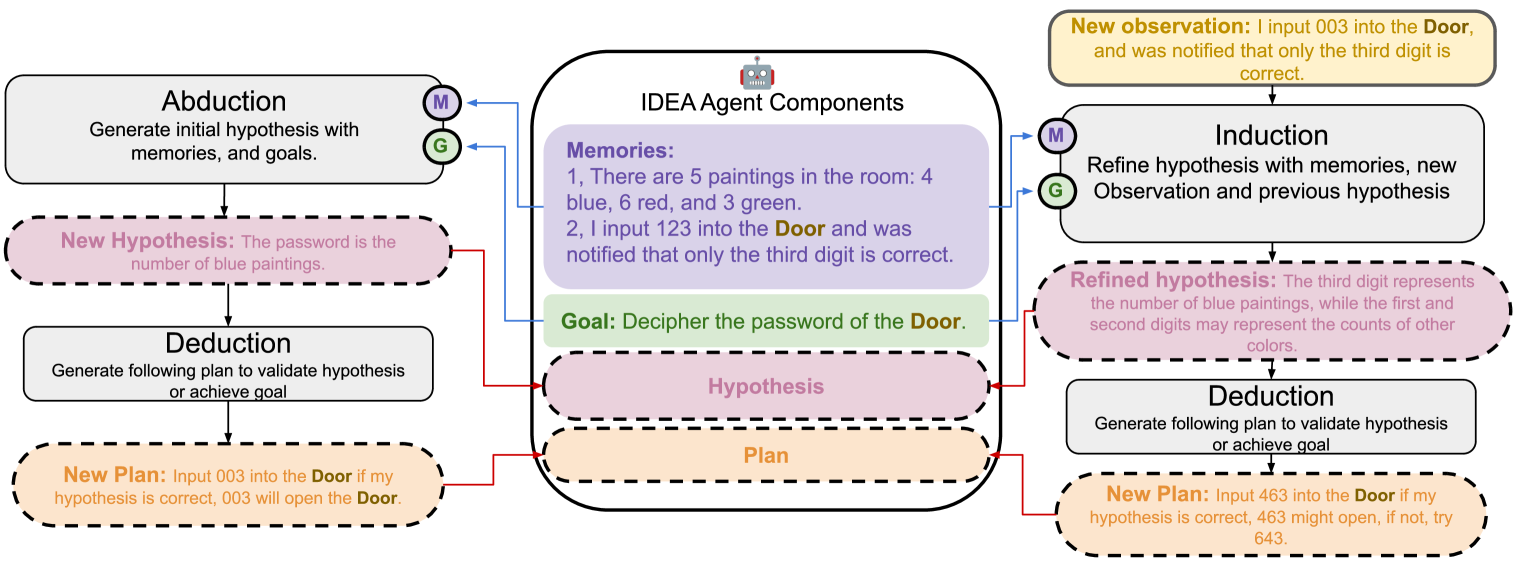 Abduction
Generate initial hypothesis with
memories, and goals.
M
G
New Hypothesis: The password is the
number of blue paintings.
Deduction
Generate following plan to validate hypothesis
or achieve goal
New Plan: Input 003 into the Door if my
hypothesis is correct, 003 will open the Door.
IDEA Agent Components
Memories:
1, There are 5 paintings in the room: 4
blue, 6 red, and 3 green.
2, I input 123 into the Door and was
notified that only the third digit is correct.
Goal: Decipher the password of the Door.
Hypothesis
Plan
New observation: I input 003 into the Door,
and was notified that only the third digit is
correct.
M
G
Induction
Refine hypothesis with memories, new
Observation and previous hypothesis
Refined hypothesis: The third digit represents
the number of blue paintings, while the first and
second digits may represent the counts of other
colors.
Deduction
Generate following plan to validate hypothesis
or achieve goal
New Plan: Input 463 into the Door if my
hypothesis is correct, 463 might open, if not, try
643.